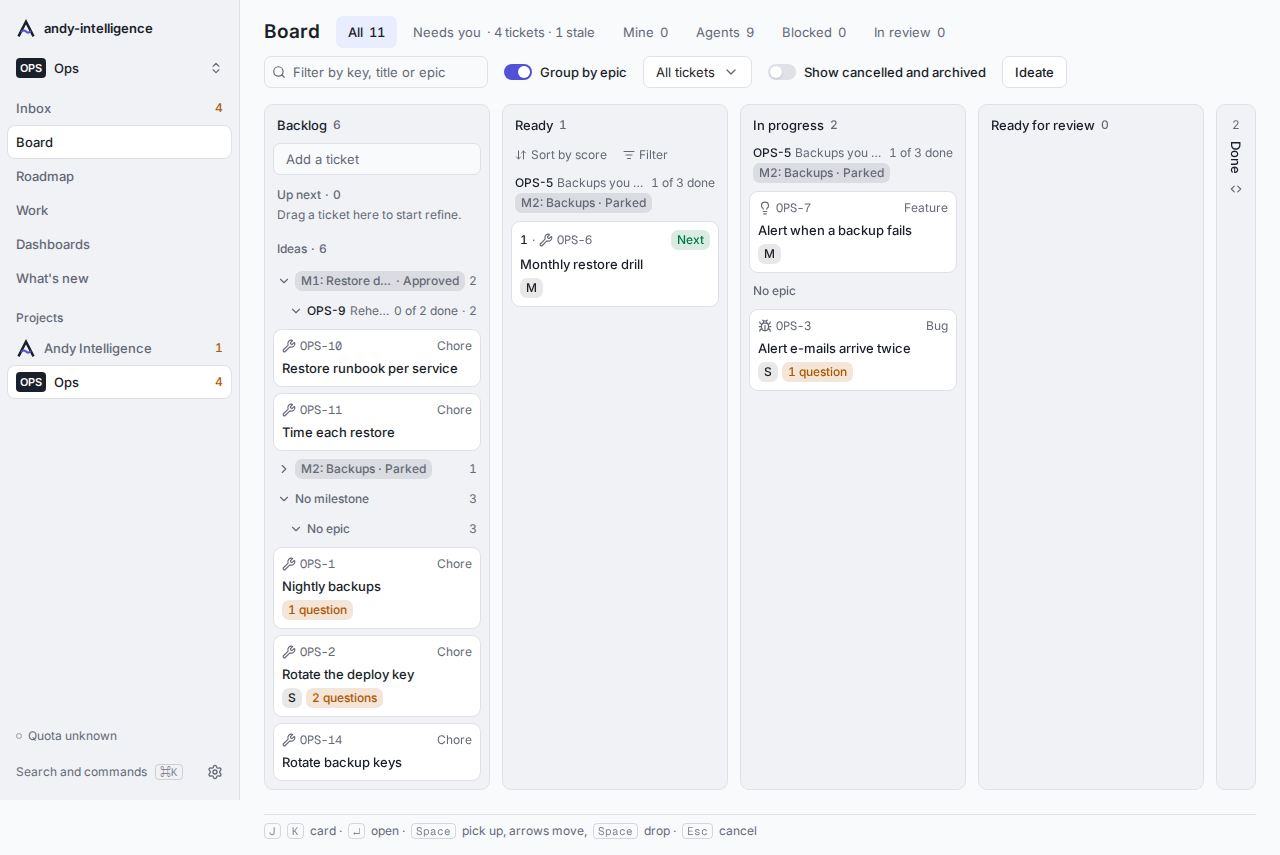 andy-intelligence
OPS Ops
Inbox 4
Board
Roadmap
Work
Dashboards
What's new
Projects
Andy Intelligence 1
OPS Ops 4
Quota unknown
Search and commands ⌘K
Board All 11 Needs you · 4 tickets · 1 stale Mine 0 Agents 9 Blocked 0 In review 0
Filter by key, title or epic Group by epic All tickets Show cancelled and archived Ideate
Backlog 6
Add a ticket
Up next · 0
Drag a ticket here to start refine.
Ideas · 6
M1: Restore d... · Approved 2
OPS-9 Rehe... 0 of 2 done · 2
OPS-10 Chore
Restore runbook per service
OPS-11 Chore
Time each restore
M2: Backups · Parked 1
No milestone 3
No epic 3
OPS-1 Chore
Nightly backups
1 question
OPS-2 Chore
Rotate the deploy key
S 2 questions
OPS-14 Chore
Rotate backup keys
Ready 1
Sort by score Filter
OPS-5 Backups you ... 1 of 3 done
M2: Backups · Parked
1 · OPS-6 Next
Monthly restore drill
M
In progress 2
OPS-5 Backups you ... 1 of 3 done
M2: Backups · Parked
OPS-7 Feature
Alert when a backup fails
M
No epic
OPS-3 Bug
Alert e-mails arrive twice
S 1 question
Ready for review 0
2
Done
J K card · ↵ open · Space pick up, arrows move, Space drop · Esc cancel